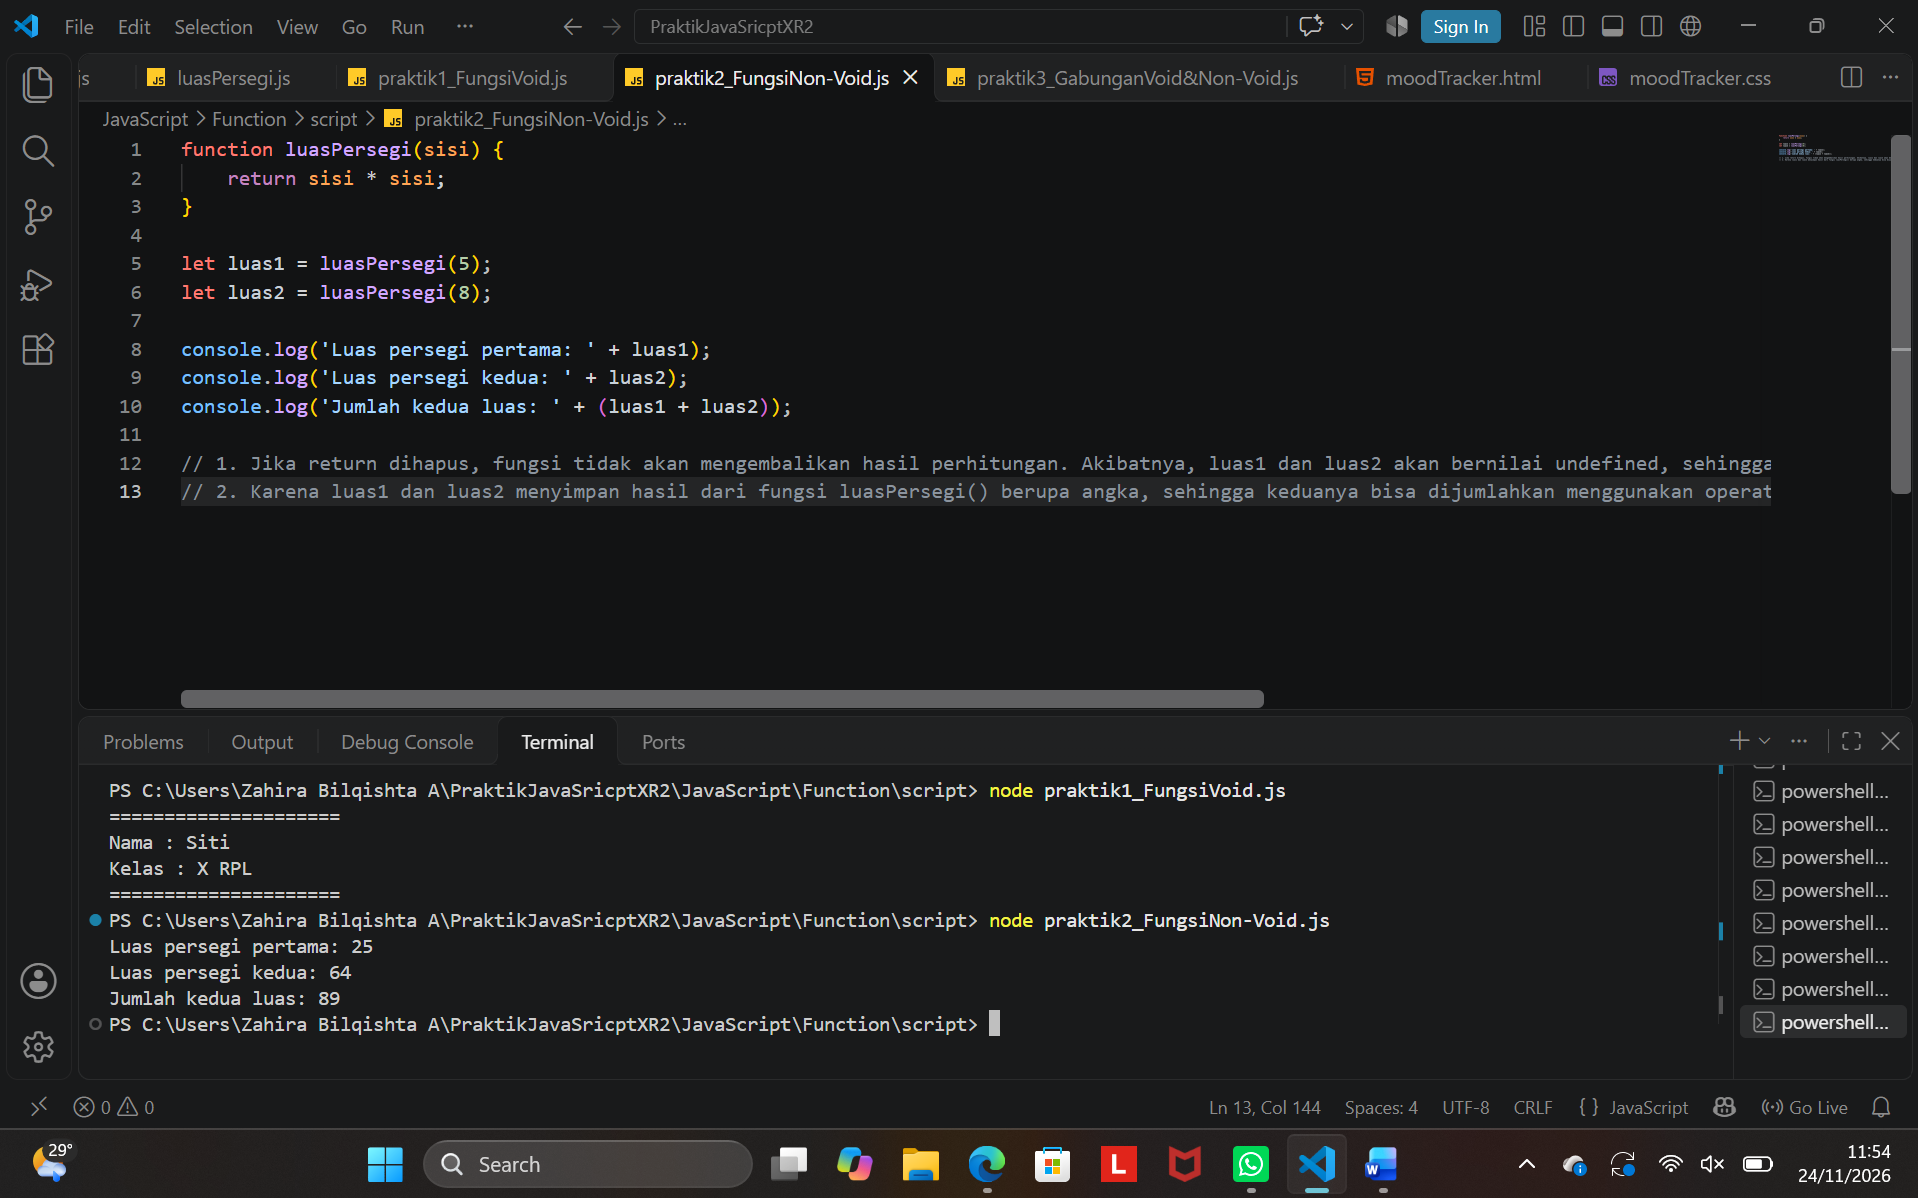 File Edit Selection View Go Run ···
PraktikJavaSricptXR2
Sign In
js
JS luasPersegi.js
JS praktik1_FungsiVoid.js
JS praktik2_FungsiNon-Void.js
JS praktik3_GabunganVoid&Non-Void.js
moodTracker.html
moodTracker.css
JavaScript > Function > script > JS praktik2_FungsiNon-Void.js > ...
1 function luasPersegi(sisi) {
2 return sisi * sisi;
3 }
4
5 let luas1 = luasPersegi(5);
6 let luas2 = luasPersegi(8);
7
8 console.log('Luas persegi pertama: ' + luas1);
9 console.log('Luas persegi kedua: ' + luas2);
10 console.log('Jumlah kedua luas: ' + (luas1 + luas2));
11
12 // 1. Jika return dihapus, fungsi tidak akan mengembalikan hasil perhitungan. Akibatnya, luas1 dan luas2 akan bernilai undefined, sehingga
13 // 2. Karena luas1 dan luas2 menyimpan hasil dari fungsi luasPersegi() berupa angka, sehingga keduanya bisa dijumlahkan menggunakan operat
Problems Output Debug Console Terminal Ports
PS C:\Users\Zahira Bilqishta A\PraktikJavaSricptXR2\JavaScript\Function\script> node praktik1_FungsiVoid.js
=====================
Nama : Siti
Kelas : X RPL
=====================
PS C:\Users\Zahira Bilqishta A\PraktikJavaSricptXR2\JavaScript\Function\script> node praktik2_FungsiNon-Void.js
Luas persegi pertama: 25
Luas persegi kedua: 64
Jumlah kedua luas: 89
PS C:\Users\Zahira Bilqishta A\PraktikJavaSricptXR2\JavaScript\Function\script>
powershell...
powershell...
powershell...
powershell...
powershell...
powershell...
powershell...
powershell...
0 0
Ln 13, Col 144 Spaces: 4 UTF-8 CRLF { } JavaScript Go Live
29°
Search
L
W
11:54
24/11/2026